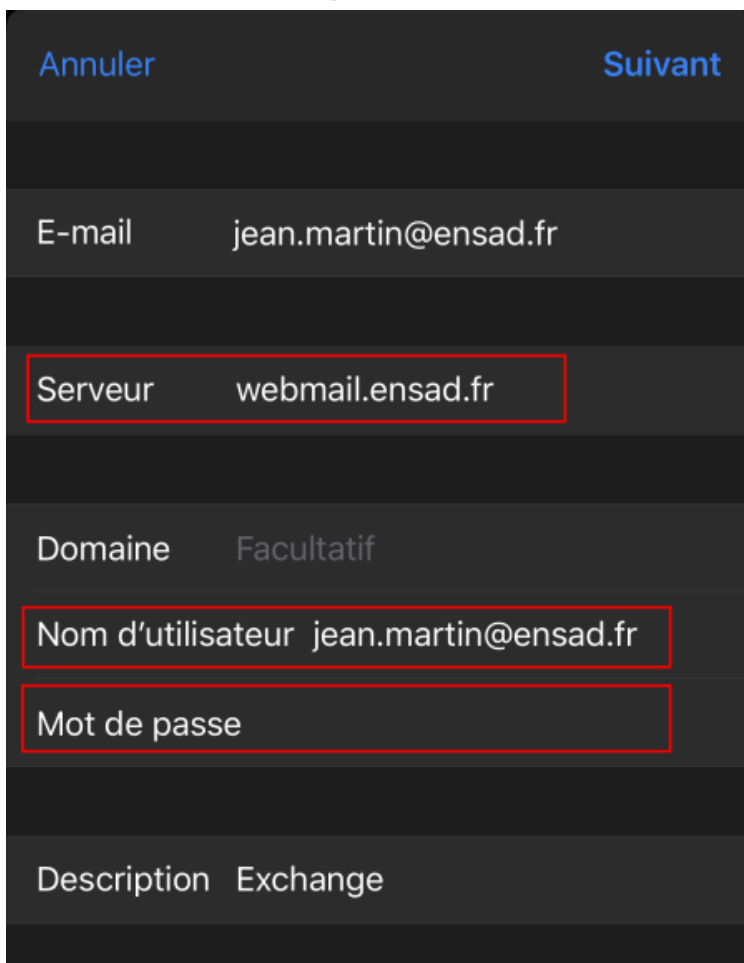 Annuler Suivant
E-mail jean.martin@ensad.fr
Serveur webmail.ensad.fr
Domaine Facultatif
Nom d’utilisateur jean.martin@ensad.fr
Mot de passe
Description Exchange